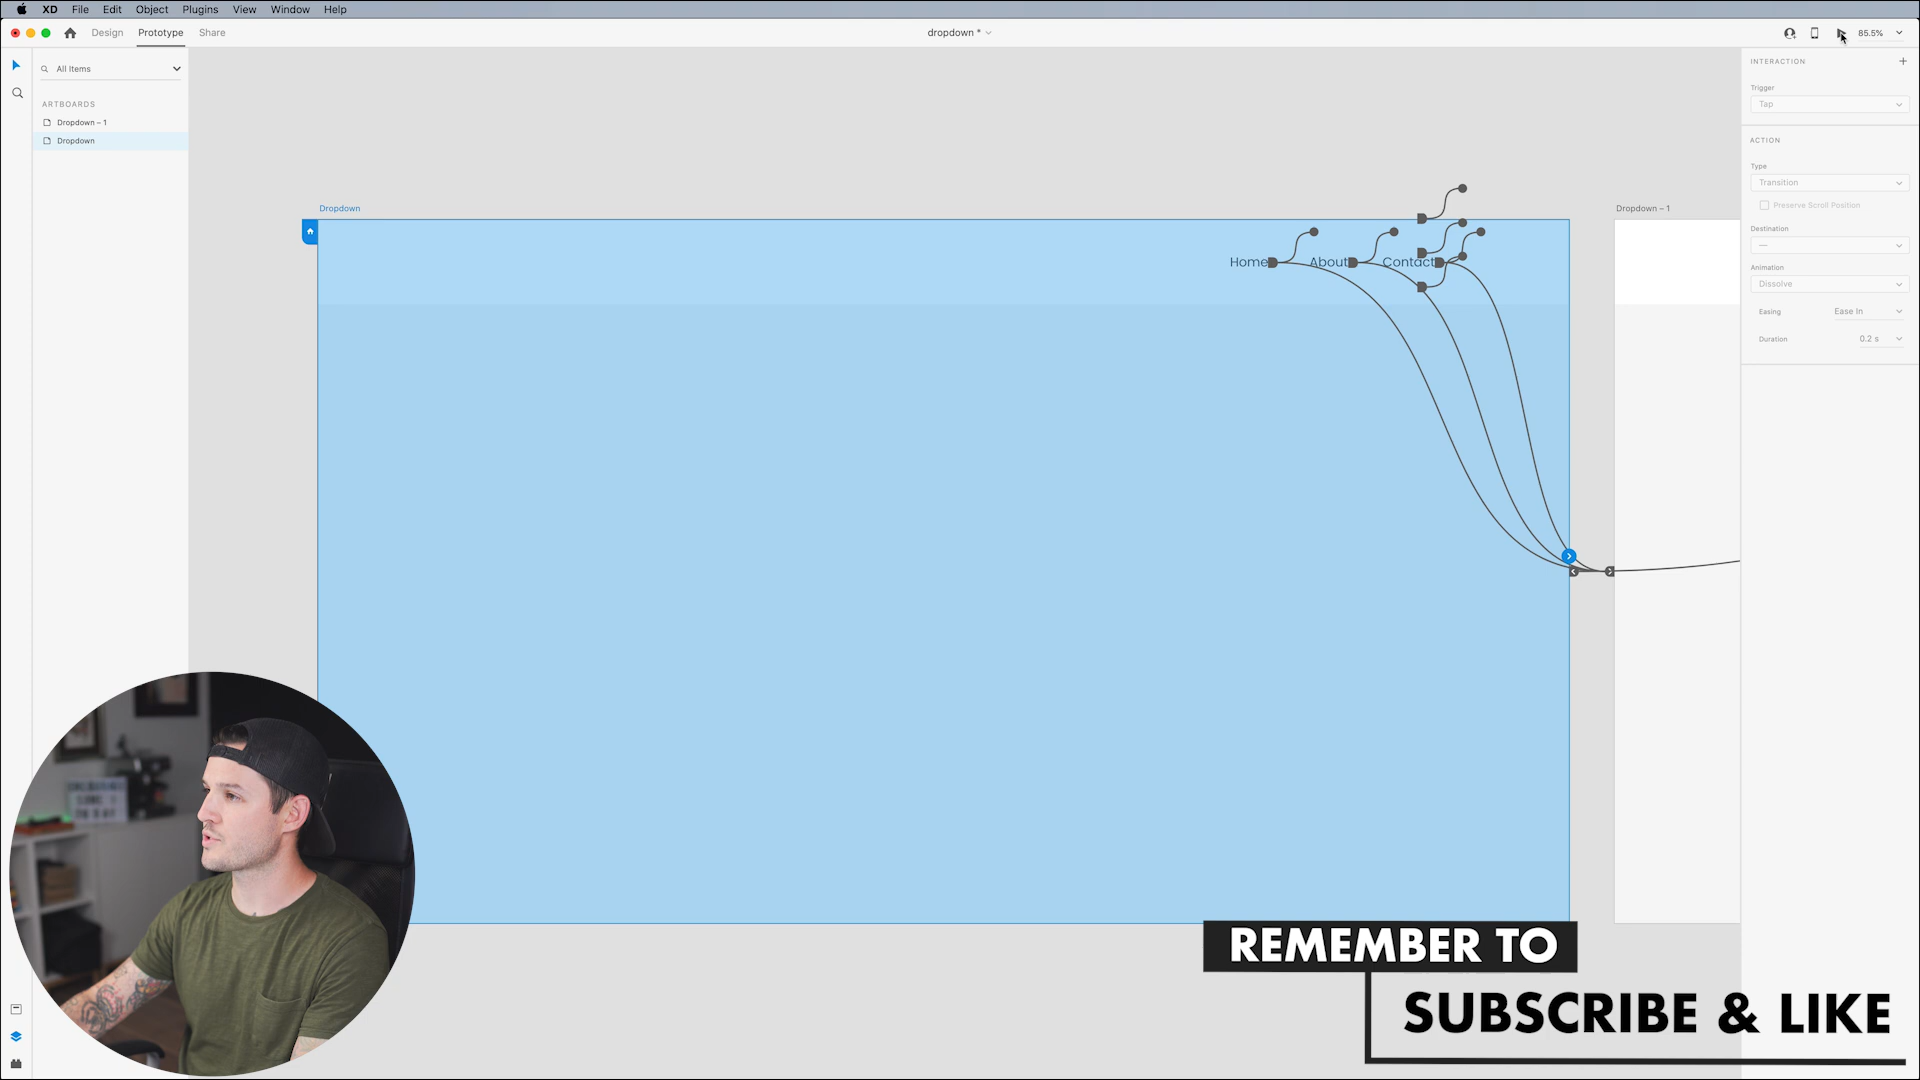 XD File Edit Object Plugins View Window Help
Design Prototype Share
dropdown *
85.5%
All Items
ARTBOARDS
Dropdown – 1
Dropdown
Dropdown
Home About Contact
Dropdown – 1
INTERACTION
Trigger
Tap
ACTION
Type
Transition
Preserve Scroll Position
Destination
—
Animation
Dissolve
Easing Ease In
Duration 0.2 s
REMEMBER TO
SUBSCRIBE & LIKE